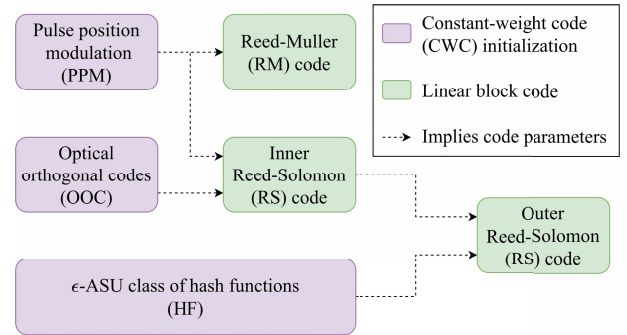 Pulse position
modulation
(PPM)
Reed-Muller
(RM) code
Constant-weight code
(CWC) initialization
Linear block code
Implies code parameters
Optical
orthogonal codes
(OOC)
Inner
Reed-Solomon
(RS) code
Outer
Reed-Solomon
(RS) code
ϵ-ASU class of hash functions
(HF)